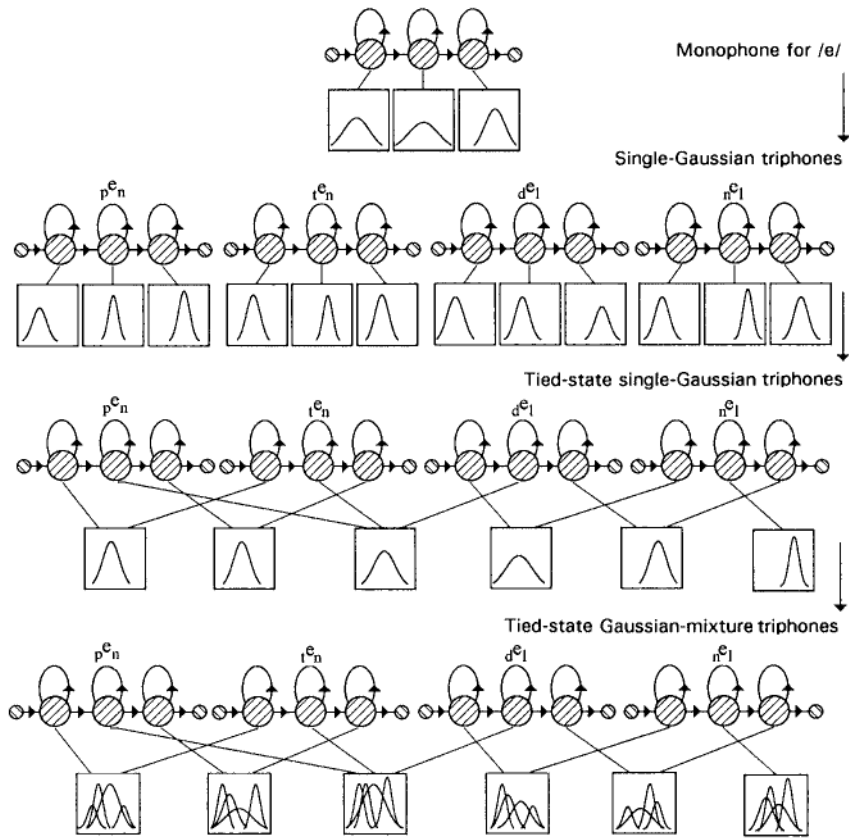 Monophone for /e/
Single-Gaussian triphones
pen ten del nel
Tied-state single-Gaussian triphones
pen ten del nel
Tied-state Gaussian-mixture triphones
pen ten del nel